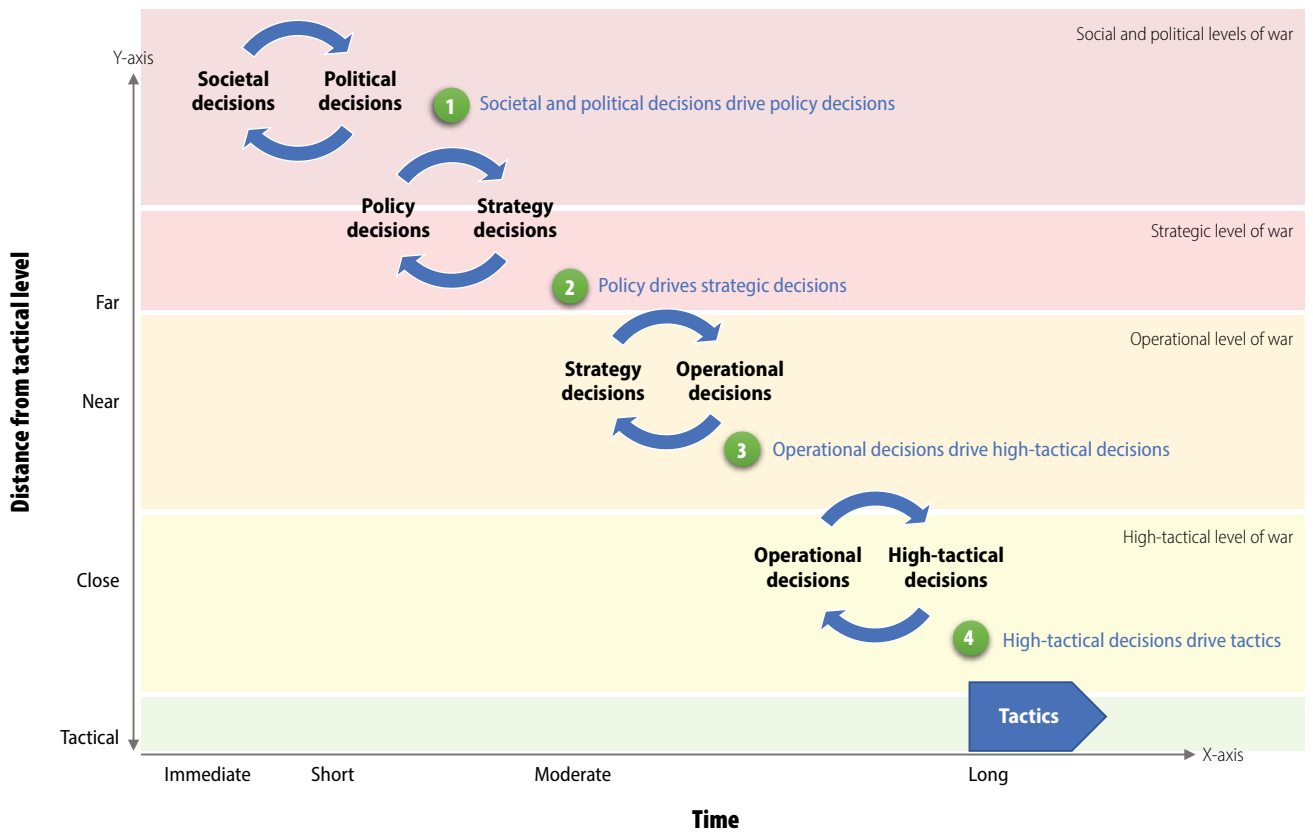 Social and political levels of war
Y-axis
Societal
decisions
Political
decisions
1
Societal and political decisions drive policy decisions
Policy
decisions
Strategy
decisions
Strategic level of war
2
Policy drives strategic decisions
Far
Operational level of war
Strategy
decisions
Operational
decisions
Near
3
Operational decisions drive high-tactical decisions
Distance from tactical level
High-tactical level of war
Operational
decisions
High-tactical
decisions
Close
4
High-tactical decisions drive tactics
Tactics
Tactical
X-axis
Immediate
Short
Moderate
Long
Time